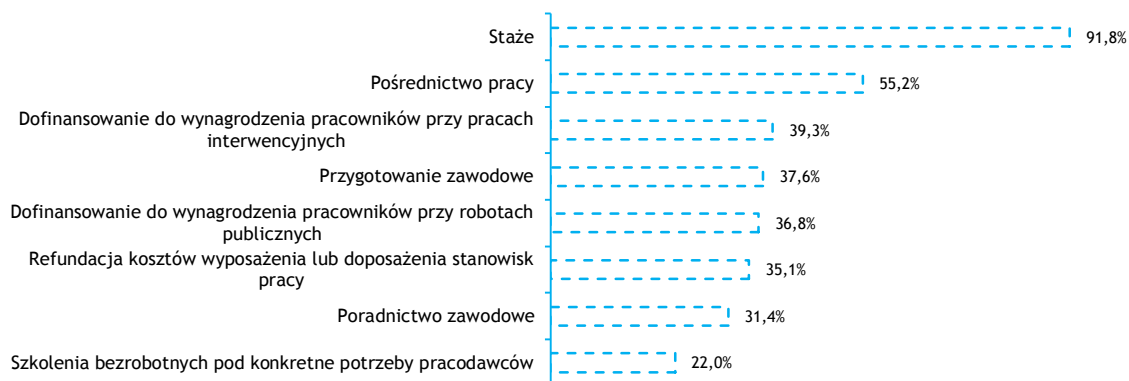 Staże
91,8%
Pośrednictwo pracy
55,2%
Dofinansowanie do wynagrodzenia pracowników przy pracach
interwencyjnych
39,3%
Przygotowanie zawodowe
37,6%
Dofinansowanie do wynagrodzenia pracowników przy robotach
publicznych
36,8%
Refundacja kosztów wyposażenia lub doposażenia stanowisk
pracy
35,1%
Poradnictwo zawodowe
31,4%
Szkolenia bezrobotnych pod konkretne potrzeby pracodawców
22,0%